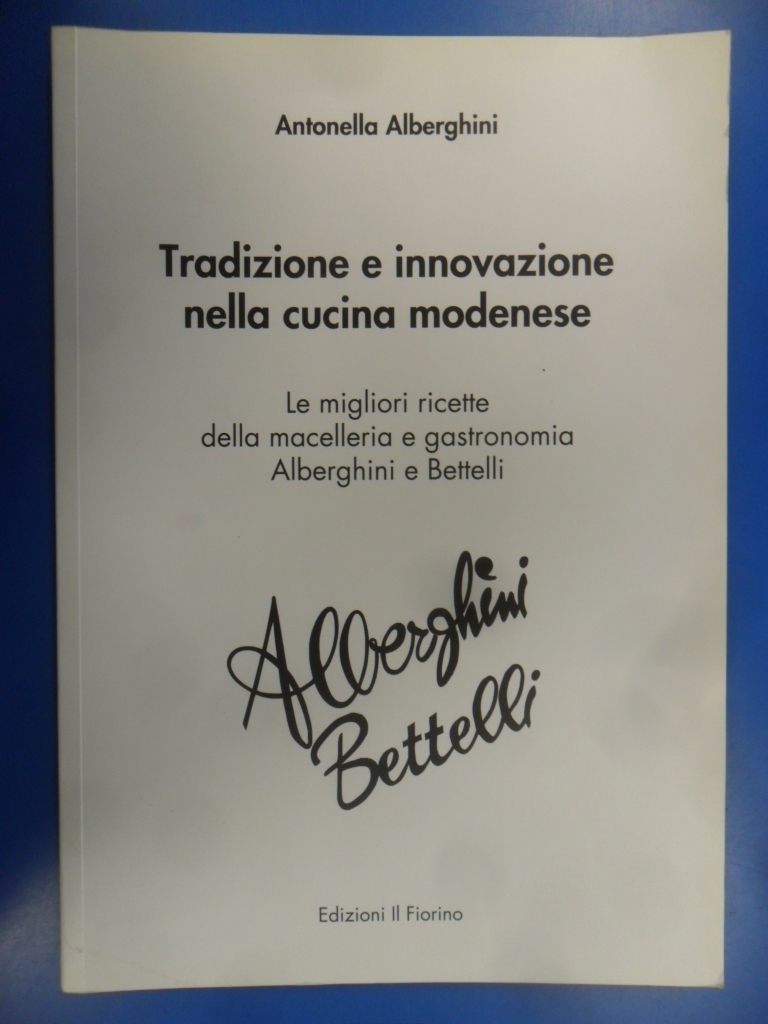 Antonella Alberghini
Tradizione e innovazione
nella cucina modenese
Le migliori ricette
della macelleria e gastronomia
Alberghini e Bettelli
Alberghini
Bettelli
Edizioni Il Fiorino